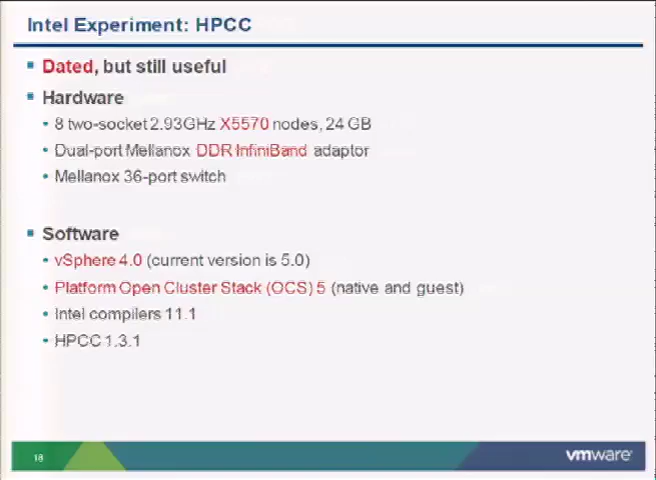 Intel Experiment: HPCC
Dated, but still useful
Hardware
8 two-socket 2.93GHz X5570 nodes, 24 GB
Dual-port Mellanox DDR InfiniBand adaptor
Mellanox 36-port switch
Software
vSphere 4.0 (current version is 5.0)
Platform Open Cluster Stack (OCS) 5 (native and guest)
Intel compilers 11.1
HPCC 1.3.1
18
vmware